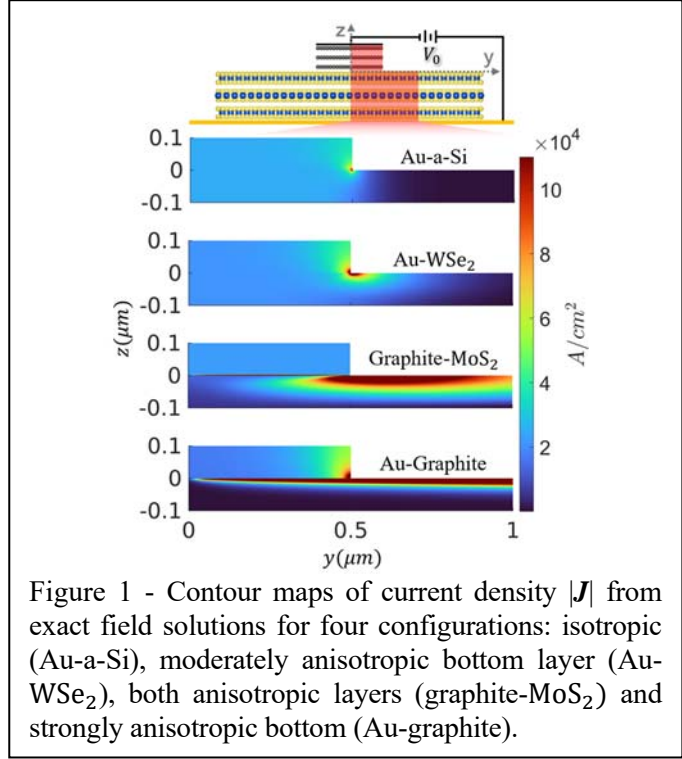 z
V₀
y
×10⁴
0.1
0
-0.1
Au-a-Si
10
0.1
0
-0.1
Au-WSe₂
8
z(μm)
A/cm²
6
0.1
0
-0.1
Graphite-MoS₂
4
0.1
0
-0.1
Au-Graphite
2
0 0.5 1
y(μm)
Figure 1 - Contour maps of current density |J| from
exact field solutions for four configurations: isotropic
(Au-a-Si), moderately anisotropic bottom layer (Au-
WSe₂), both anisotropic layers (graphite-MoS₂) and
strongly anisotropic bottom (Au-graphite).